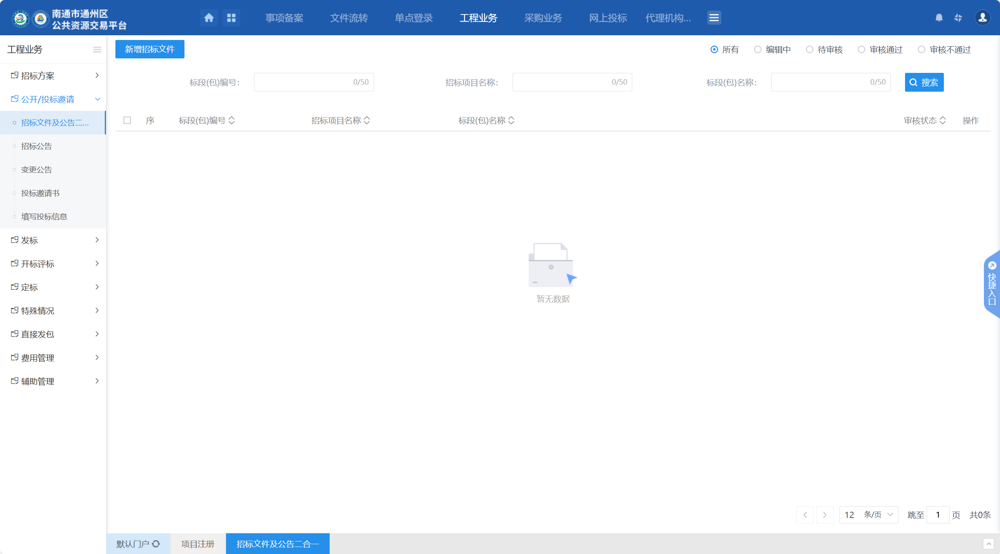 南通市通州区
公共资源交易平台
事项备案
文件流转
单点登录
工程业务
采购业务
网上投标
代理机构...
工程业务
招标方案
公开/投标邀请
招标文件及公告二...
招标公告
变更公告
投标邀请书
填写投标信息
发标
开标评标
定标
特殊情况
直接发包
费用管理
辅助管理
新增招标文件
所有
编辑中
待审核
审核通过
审核不通过
标段(包)编号：
0/50
招标项目名称：
0/50
标段(包)名称：
0/50
搜索
序
标段(包)编号
招标项目名称
标段(包)名称
审核状态
操作
暂无数据
快捷入口
12 条/页
跳至 1 页
共0条
默认门户
项目注册
招标文件及公告二合一